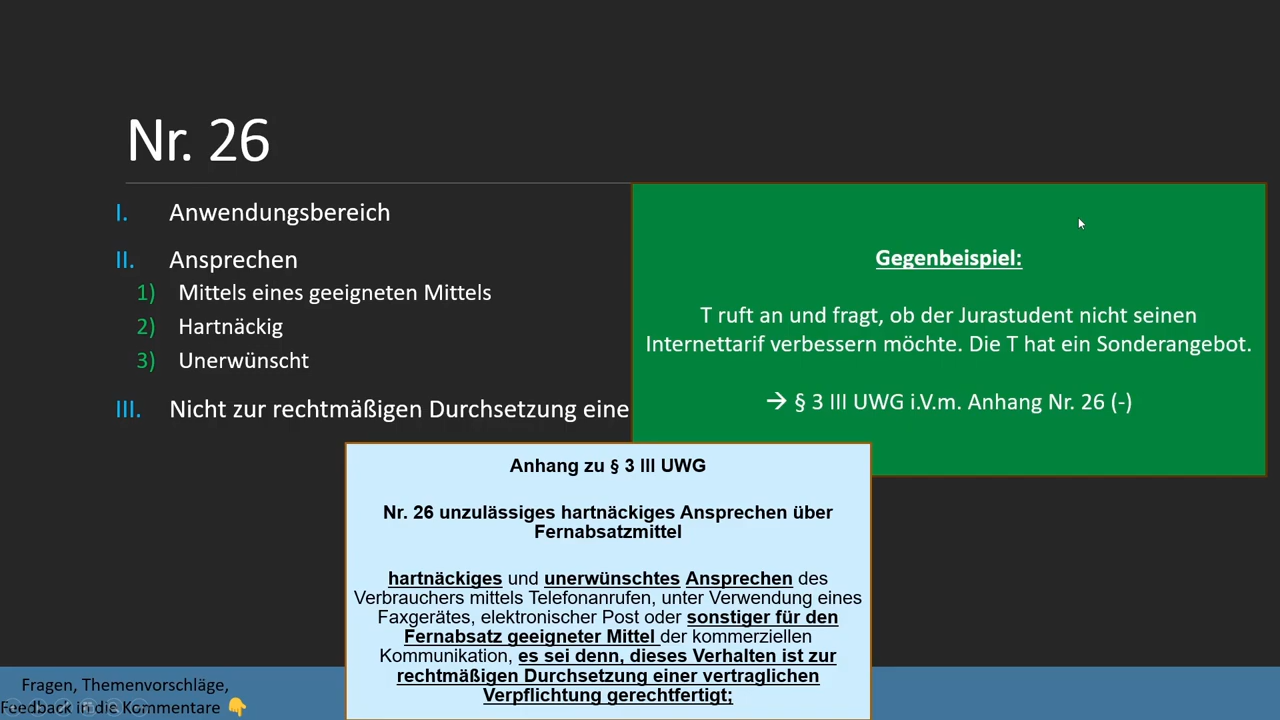 Nr. 26
I. Anwendungsbereich
II. Ansprechen
1) Mittels eines geeigneten Mittels
2) Hartnäckig
3) Unerwünscht
III. Nicht zur rechtmäßigen Durchsetzung eine
Gegenbeispiel:
T ruft an und fragt, ob der Jurastudent nicht seinen
Internettarif verbessern möchte. Die T hat ein Sonderangebot.
→ § 3 III UWG i.V.m. Anhang Nr. 26 (-)
Anhang zu § 3 III UWG
Nr. 26 unzulässiges hartnäckiges Ansprechen über
Fernabsatzmittel
hartnäckiges und unerwünschtes Ansprechen des
Verbrauchers mittels Telefonanrufen, unter Verwendung eines
Faxgerätes, elektronischer Post oder sonstiger für den
Fernabsatz geeigneter Mittel der kommerziellen
Kommunikation, es sei denn, dieses Verhalten ist zur
rechtmäßigen Durchsetzung einer vertraglichen
Verpflichtung gerechtfertigt;
Fragen, Themenvorschläge,
Feedback in die Kommentare 👇